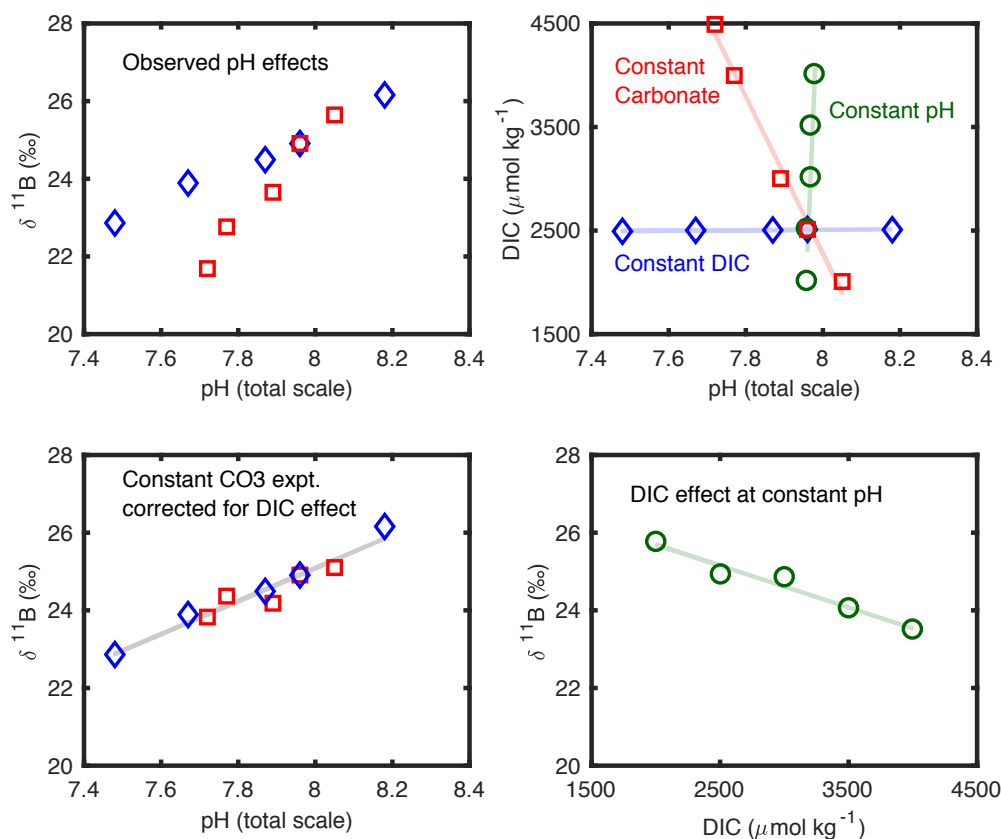 Observed pH effects
28
26
24
22
20
δ ¹¹B (‰)
7.4 7.6 7.8 8 8.2 8.4
pH (total scale)
Constant
Carbonate
Constant pH
Constant DIC
4500
3500
2500
1500
DIC (μmol kg⁻¹)
7.4 7.6 7.8 8 8.2 8.4
pH (total scale)
Constant CO3 expt.
corrected for DIC effect
28
26
24
22
20
δ ¹¹B (‰)
7.4 7.6 7.8 8 8.2 8.4
pH (total scale)
DIC effect at constant pH
28
26
24
22
20
δ ¹¹B (‰)
1500 2500 3500 4500
DIC (μmol kg⁻¹)